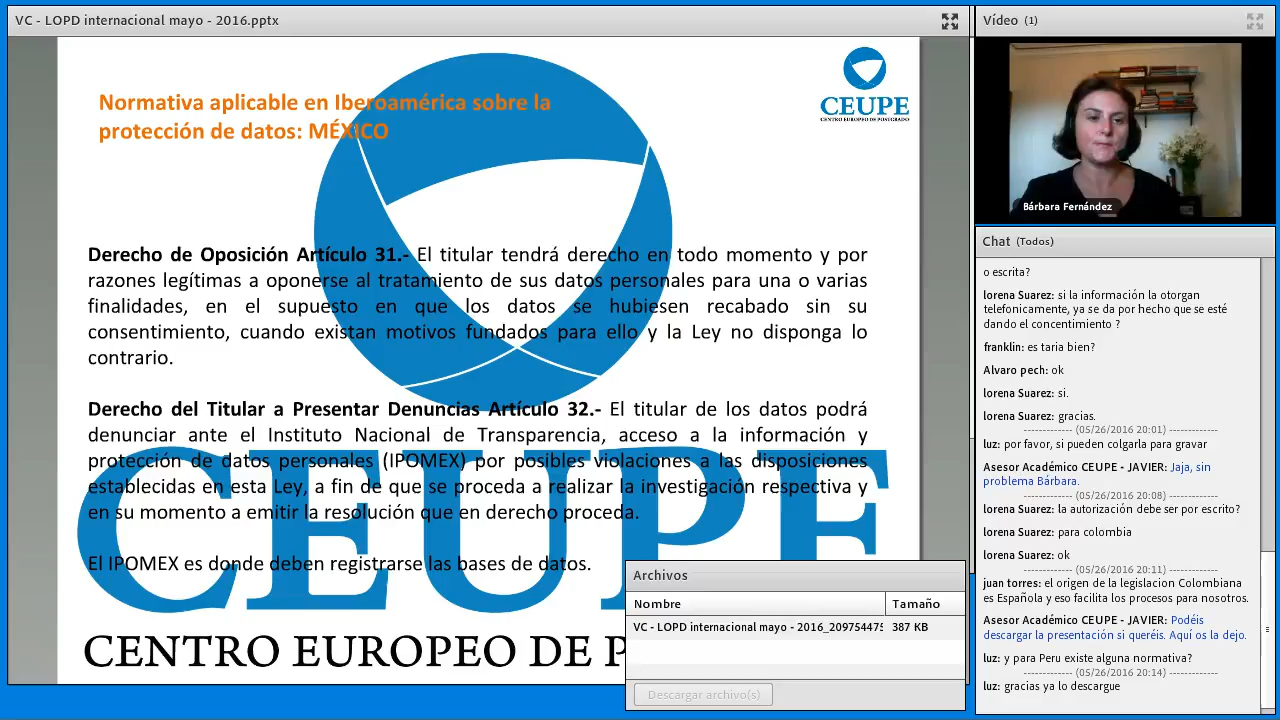 VC - LOPD internacional mayo - 2016.pptx
Normativa aplicable en Iberoamérica sobre la
protección de datos: MÉXICO
CEUPE
CENTRO EUROPEO DE POSTGRADO
Derecho de Oposición Artículo 31.- El titular tendrá derecho en todo momento y por
razones legítimas a oponerse al tratamiento de sus datos personales para una o varias
finalidades, en el supuesto en que los datos se hubiesen recabado sin su
consentimiento, cuando existan motivos fundados para ello y la Ley no disponga lo
contrario.
Derecho del Titular a Presentar Denuncias Artículo 32.- El titular de los datos podrá
denunciar ante el Instituto Nacional de Transparencia, acceso a la información y
protección de datos personales (IPOMEX) por posibles violaciones a las disposiciones
establecidas en esta Ley, a fin de que se proceda a realizar la investigación respectiva y
en su momento a emitir la resolución que en derecho proceda.
El IPOMEX es donde deben registrarse las bases de datos.
CEUPE
CENTRO EUROPEO DE P
Archivos
Nombre Tamaño
VC - LOPD internacional mayo - 2016_209754475 387 KB
Descargar archivo(s)
Vídeo (1)
Bárbara Fernández
Chat (Todos)
o escrita?
lorena Suarez: si la información la otorgan
telefonicamente, ya se da por hecho que se esté
dando el concentimiento ?
franklin: es taria bien?
Alvaro pech: ok
lorena Suarez: si.
lorena Suarez: gracias.
------------- (05/26/2016 20:01) -------------
luz: por favor, si pueden colgarla para gravar
Asesor Académico CEUPE - JAVIER: Jaja, sin
problema Bárbara.
------------- (05/26/2016 20:08) -------------
lorena Suarez: la autorización debe ser por escrito?
lorena Suarez: para colombia
lorena Suarez: ok
------------- (05/26/2016 20:11) -------------
juan torres: el origen de la legislacion Colombiana
es Española y eso facilita los procesos para nosotros.
Asesor Académico CEUPE - JAVIER: Podéis
descargar la presentación si queréis. Aquí os la dejo.
luz: y para Peru existe alguna normativa?
------------- (05/26/2016 20:14) -------------
luz: gracias ya lo descargue